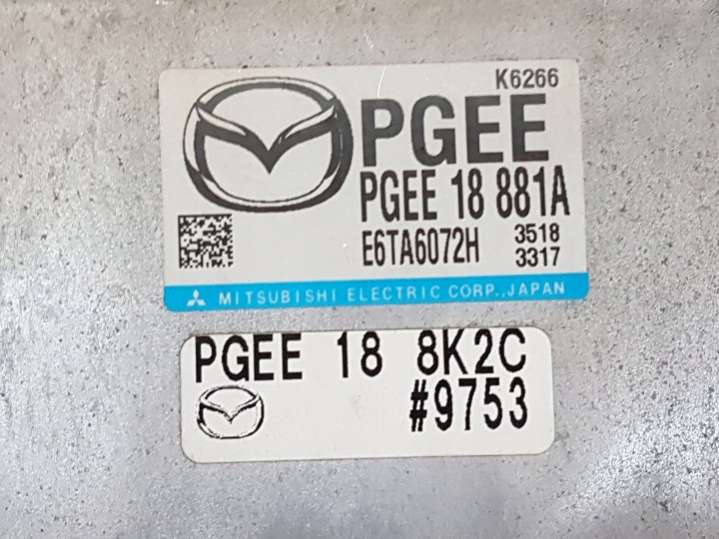 K6266
PGEE
PGEE 18 881A
E6TA6072H 3518
3317
MITSUBISHI ELECTRIC CORP., JAPAN
PGEE 18 8K2C
#9753